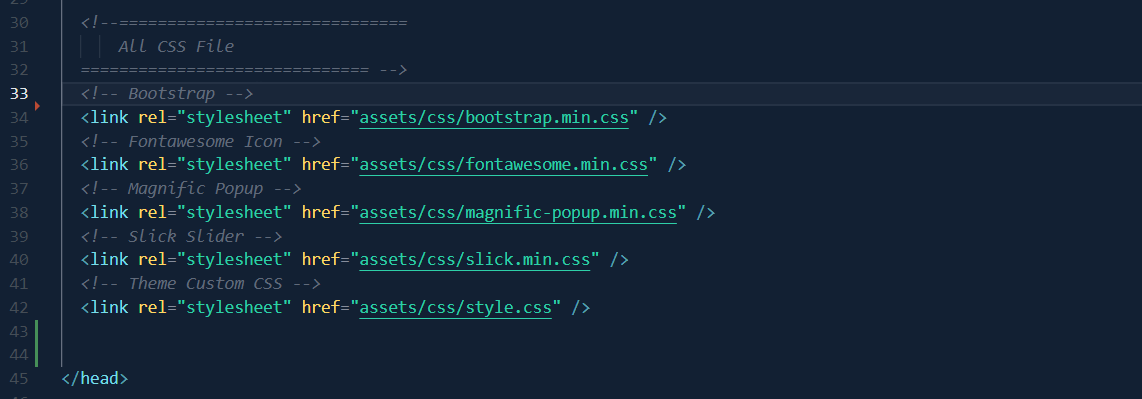 29
30 <!--==============================
31 All CSS File
32 ============================== -->
33 <!-- Bootstrap -->
34 <link rel="stylesheet" href="assets/css/bootstrap.min.css" />
35 <!-- Fontawesome Icon -->
36 <link rel="stylesheet" href="assets/css/fontawesome.min.css" />
37 <!-- Magnific Popup -->
38 <link rel="stylesheet" href="assets/css/magnific-popup.min.css" />
39 <!-- Slick Slider -->
40 <link rel="stylesheet" href="assets/css/slick.min.css" />
41 <!-- Theme Custom CSS -->
42 <link rel="stylesheet" href="assets/css/style.css" />
43
44
45 </head>